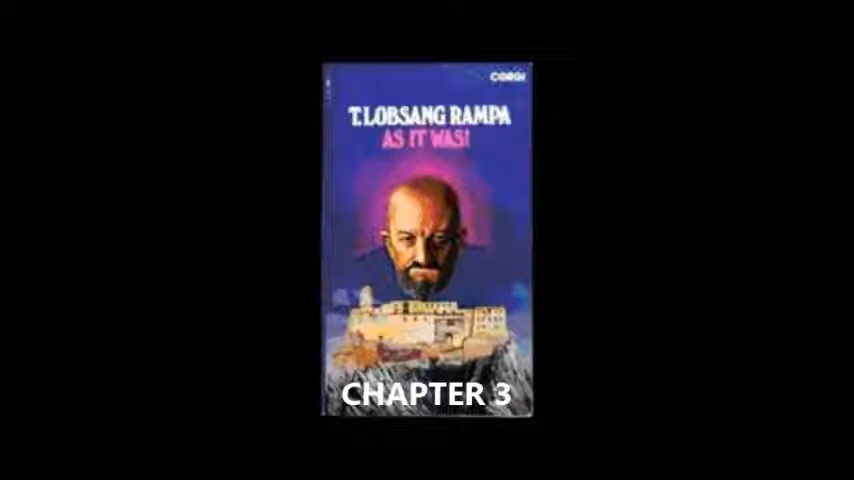 CORGI
T. LOBSANG RAMPA
AS IT WAS!
CHAPTER 3